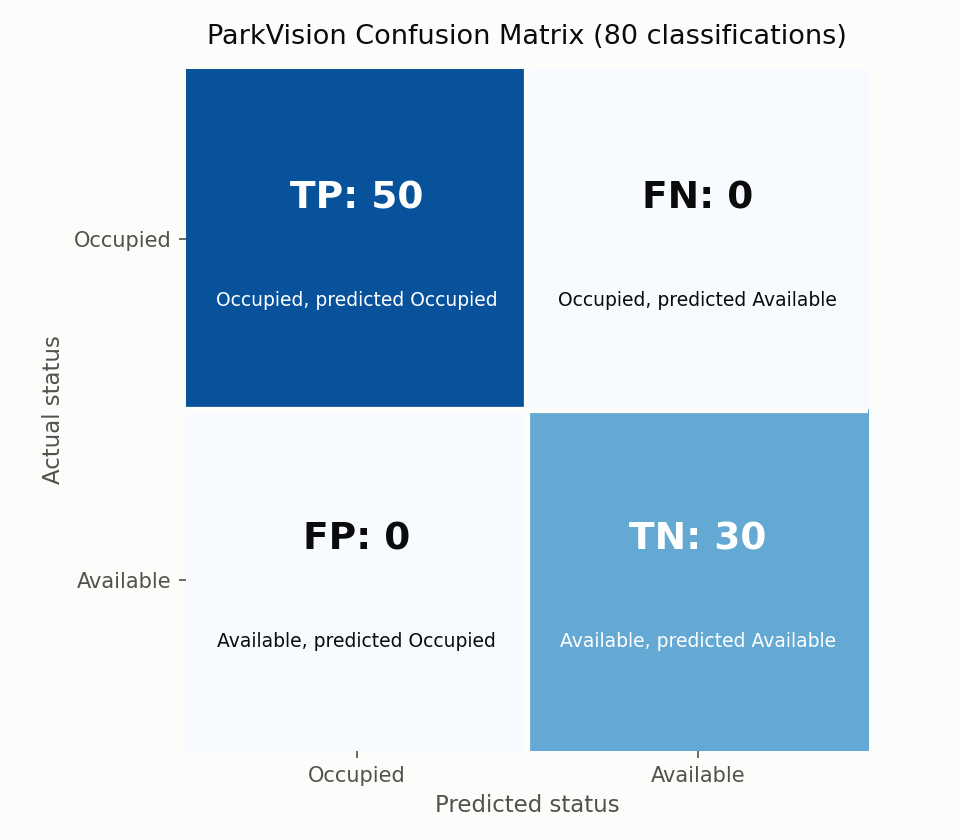 ParkVision Confusion Matrix (80 classifications)
TP: 50
FN: 0
Occupied
Occupied, predicted Occupied
Occupied, predicted Available
Actual status
FP: 0
TN: 30
Available
Available, predicted Occupied
Available, predicted Available
Occupied
Available
Predicted status